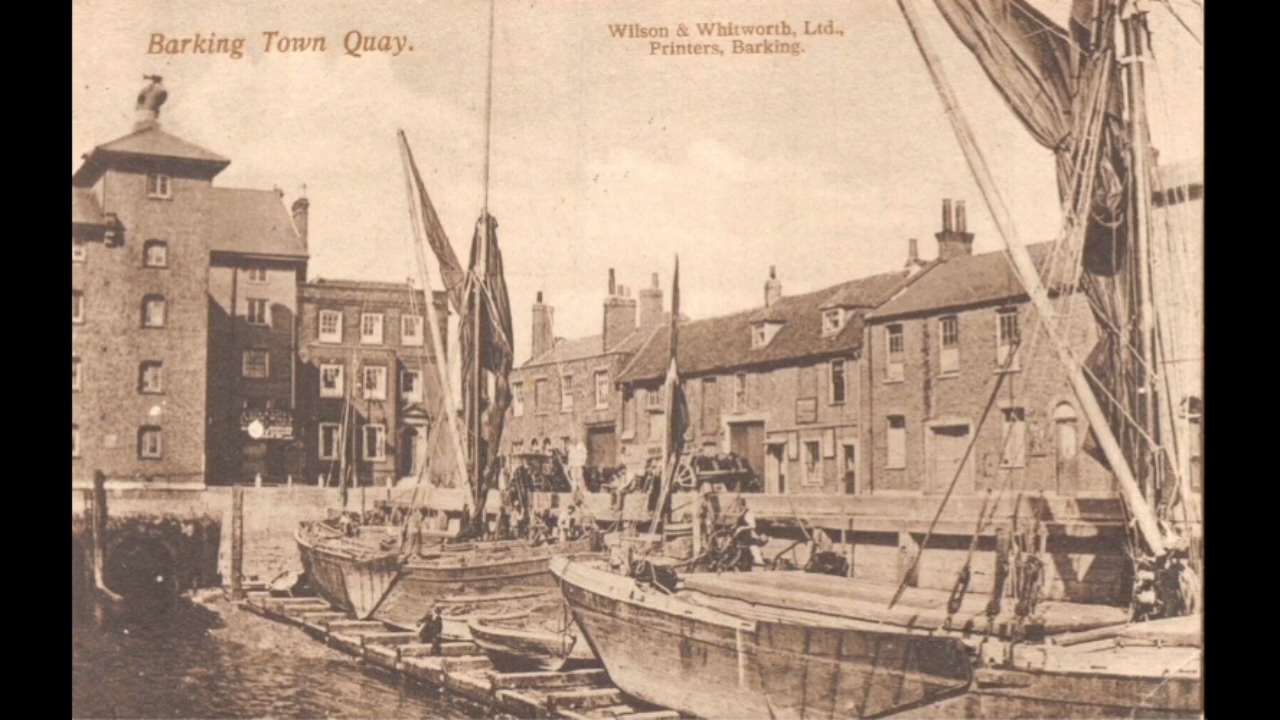 Barking Town Quay.
Wilson & Whitworth, Ltd.,
Printers, Barking.